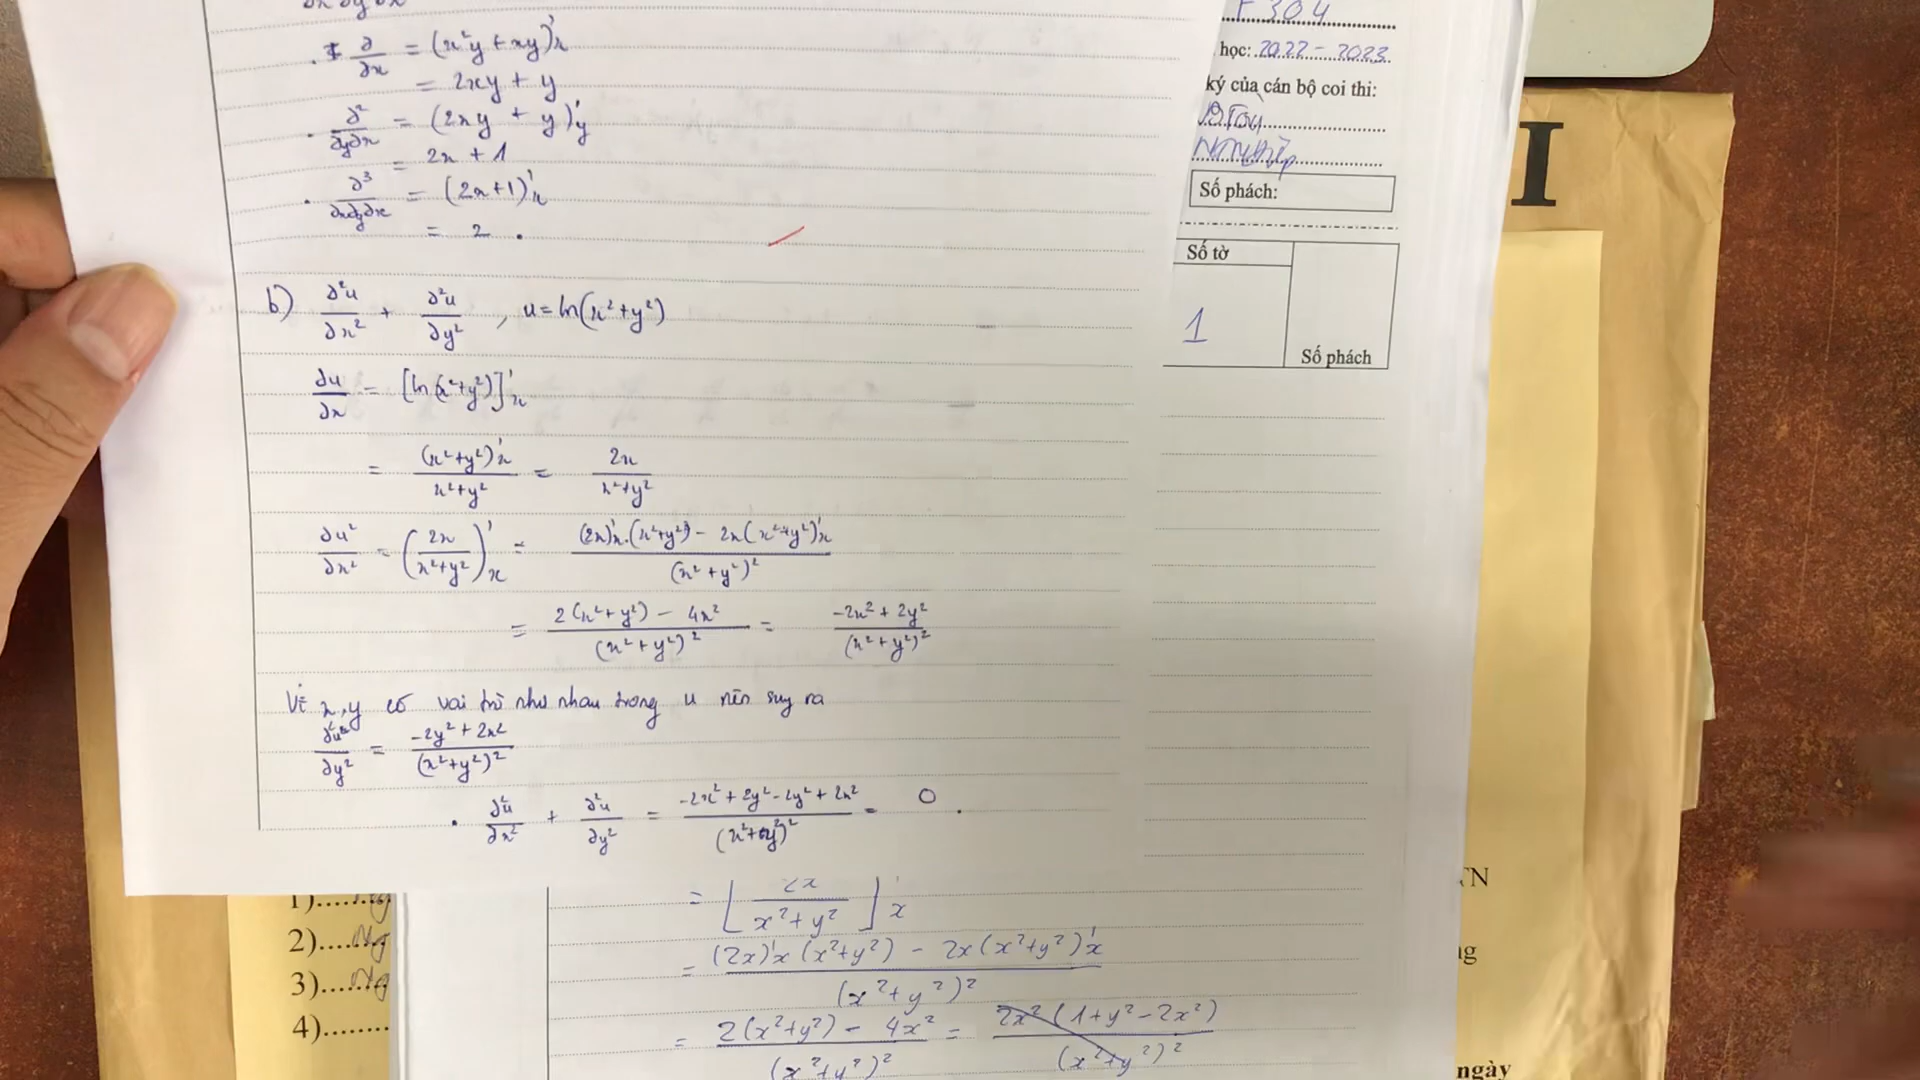 . ∂/∂x = (x²y + xy)'x
= 2xy + y
. ∂²/∂y∂x = (2xy + y)'y
= 2x + 1
. ∂³/∂x∂y∂x = (2x+1)'x
= 2 .
b) ∂²u/∂x² + ∂²u/∂y² , u = ln(x²+y²)
∂u/∂x = [ln(x²+y²)]'x
= (x²+y²)'x/x²+y² = 2x/x²+y²
∂u²/∂x² = (2x/x²+y²)'x = (2x)'x.(x²+y²) - 2x(x²+y²)'x/(x²+y²)²
= 2(x²+y²) - 4x²/(x²+y²)² = -2x² + 2y²/(x²+y²)²
Vì x,y có vai trò như nhau trong u nên suy ra
∂²u/∂y² = -2y² + 2x²/(x²+y²)²
. ∂²u/∂x² + ∂²u/∂y² = -2x² + 2y² - 2y² + 2x²/(x²+y²)² = 0 .
= [2x/x²+y²]'x
= (2x)'x (x²+y²) - 2x(x²+y²)'x/(x²+y²)²
= 2(x²+y²) - 4x²/(x²+y²)² = 2x²(1+y²-2x²)/(x²+y²)²
F304
học: 2022 - 2023
ký của cán bộ coi thi:
Số phách:
Số tờ
1
Số phách
I
1)
2)
3)
4)
TN
ng
ngày